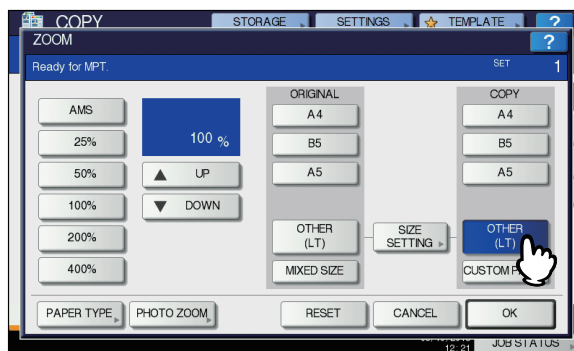 COPY
STORAGE SETTINGS TEMPLATE ?
ZOOM ?
Ready for MPT. SET 1
ORIGINAL COPY
AMS A4 A4
25% 100 % B5 B5
50% UP A5 A5
100% DOWN
200% OTHER (LT) SIZE SETTING OTHER (LT)
400% MIXED SIZE
PAPER TYPE PHOTO ZOOM RESET CANCEL OK
12:21 JOB STATUS